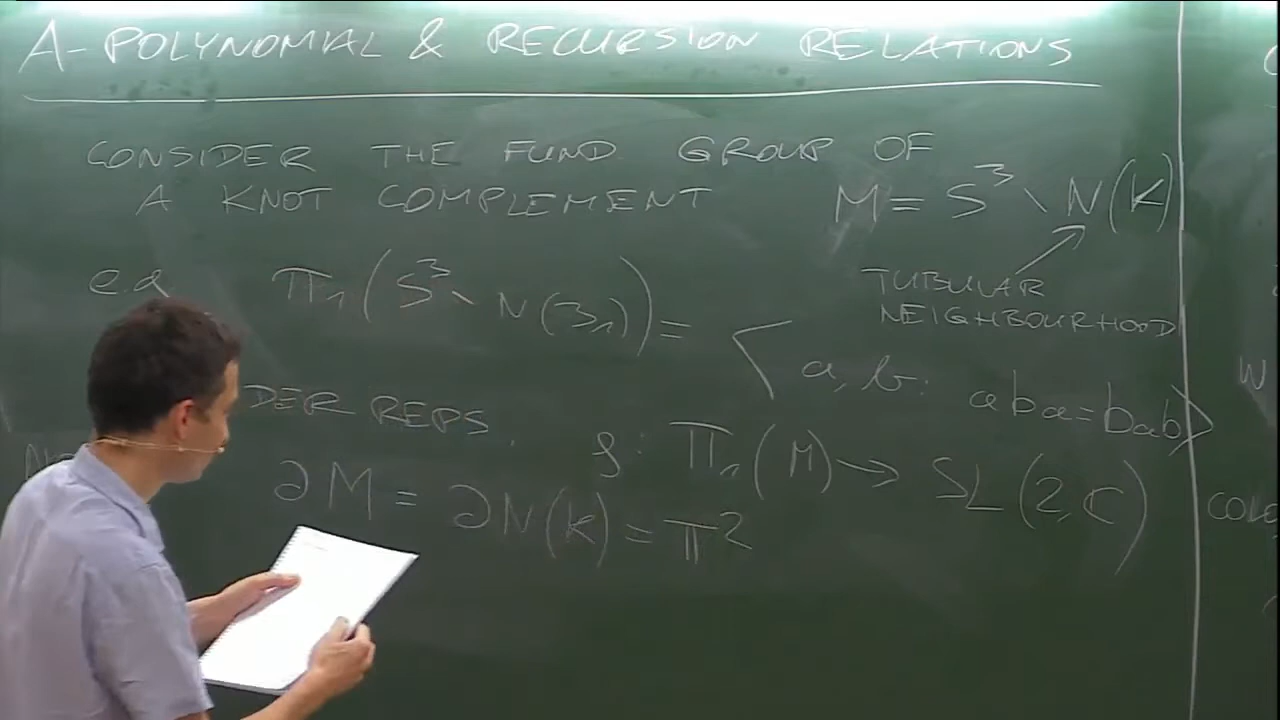 A-POLYNOMIAL & RECURSION RELATIONS
CONSIDER THE FUND. GROUP OF
A KNOT COMPLEMENT M = S³ \ N(K)
TUBULAR
NEIGHBOURHOOD
e.g. π₁(S³ \ N(3₁)) = < a, b : aba = bab >
DER REPS. ρ : π₁(M) → SL(2,ℂ)
∂M = ∂N(K) = 𝕋²